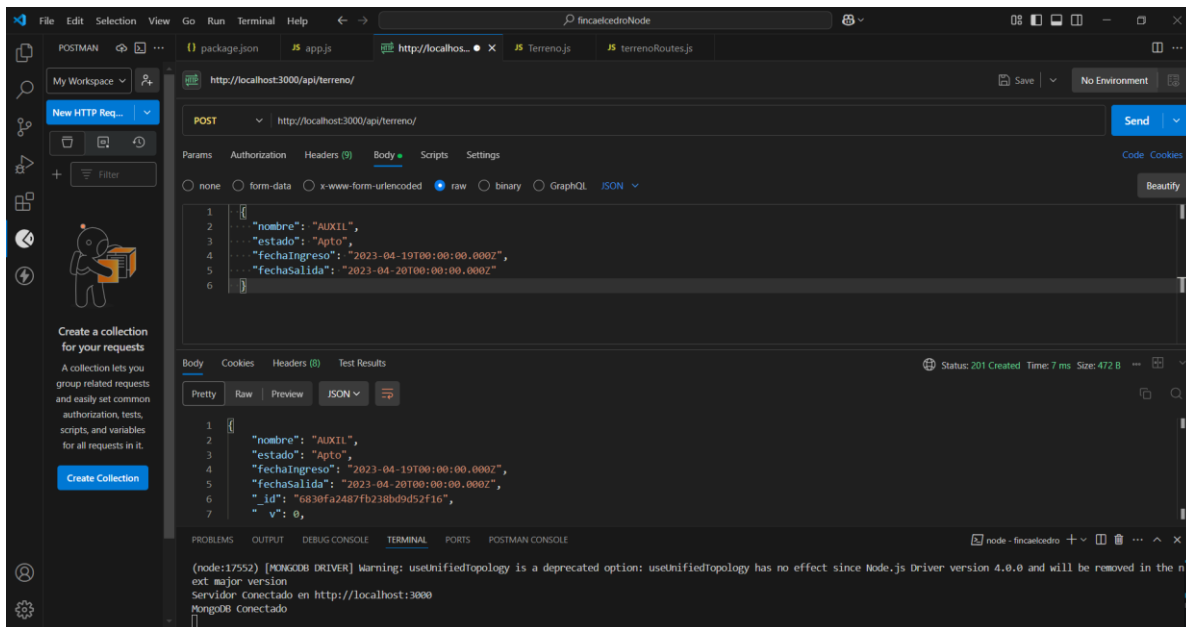 File Edit Selection View Go Run Terminal Help fincaelcedroNode
POSTMAN
{} package.json JS app.js HTTP http://localhos... JS Terreno.js JS terrenoRoutes.js
My Workspace
HTTP http://localhost:3000/api/terreno/ Save No Environment
New HTTP Req...
POST http://localhost:3000/api/terreno/ Send
Params Authorization Headers (9) Body Scripts Settings Code Cookies
Filter
none form-data x-www-form-urlencoded raw binary GraphQL JSON Beautify
1 {
2 "nombre": "AUXIL",
3 "estado": "Apto",
4 "fechaIngreso": "2023-04-19T00:00:00.000Z",
5 "fechaSalida": "2023-04-20T00:00:00.000Z"
6 }
Create a collection
for your requests
A collection lets you
group related requests
and easily set common
authorization, tests,
scripts, and variables
for all requests in it.
Create Collection
Body Cookies Headers (8) Test Results Status: 201 Created Time: 7 ms Size: 472 B
Pretty Raw Preview JSON
1 {
2 "nombre": "AUXIL",
3 "estado": "Apto",
4 "fechaIngreso": "2023-04-19T00:00:00.000Z",
5 "fechaSalida": "2023-04-20T00:00:00.000Z",
6 "_id": "6830fa2487fb238bd9d52f16",
7 "__v": 0,
PROBLEMS OUTPUT DEBUG CONSOLE TERMINAL PORTS POSTMAN CONSOLE node - fincaelcedro
(node:17552) [MONGODB DRIVER] Warning: useUnifiedTopology is a deprecated option: useUnifiedTopology has no effect since Node.js Driver version 4.0.0 and will be removed in the n
ext major version
Servidor Conectado en http://localhost:3000
MongoDB Conectado